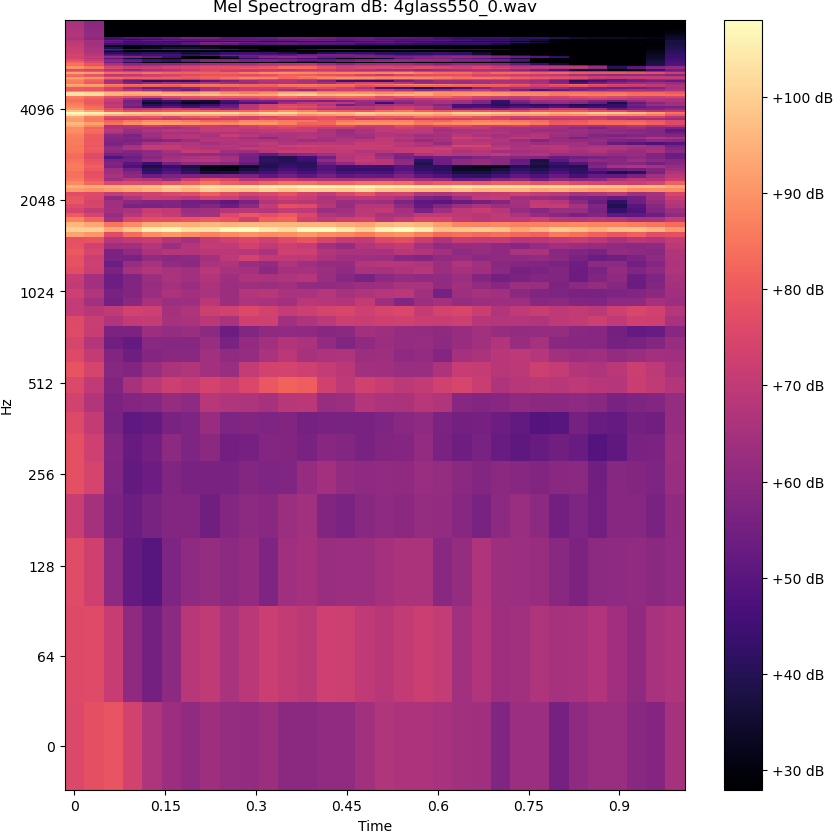 Mel Spectrogram dB: 4glass550_0.wav
4096
2048
1024
512
256
128
64
0
Hz
0 0.15 0.3 0.45 0.6 0.75 0.9
Time
+100 dB
+90 dB
+80 dB
+70 dB
+60 dB
+50 dB
+40 dB
+30 dB